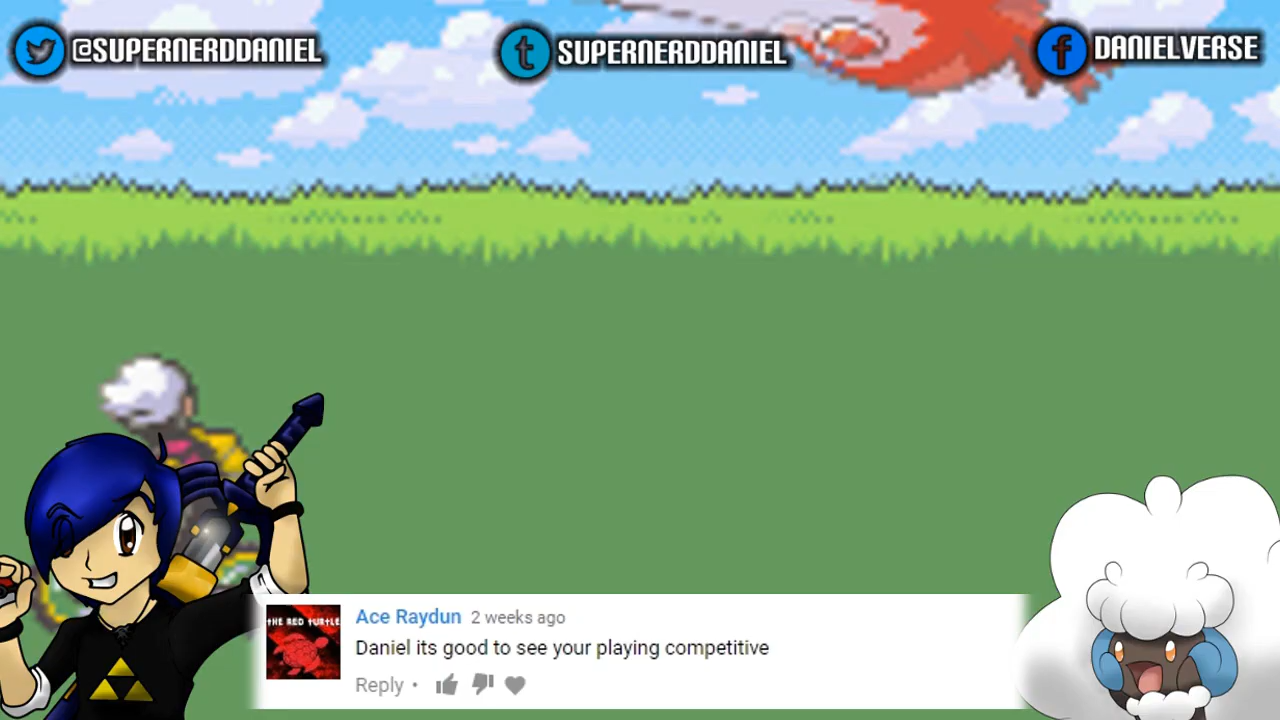 @SUPERNERDDANIEL
t SUPERNERDDANIEL
f DANIELVERSE
THE RED TURTLE
Ace Raydun 2 weeks ago
Daniel its good to see your playing competitive
Reply •